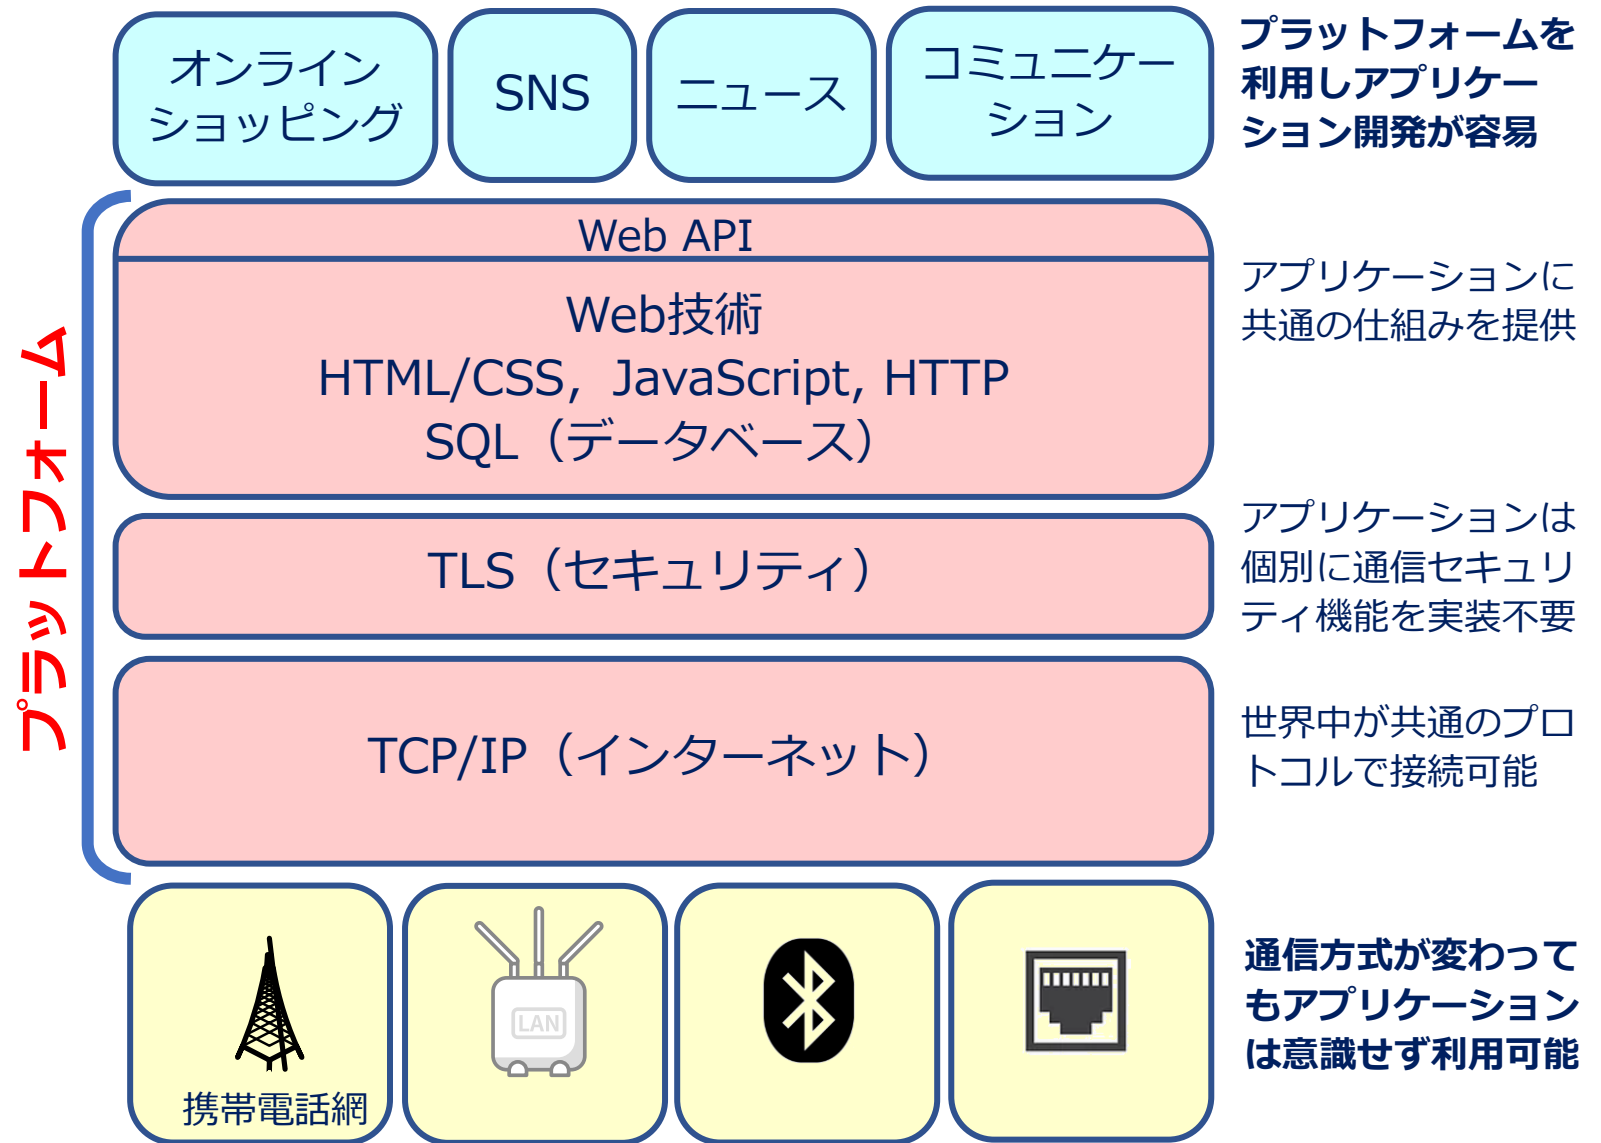 オンライン
ショッピング
SNS
ニュース
コミュニケー
ション
プラットフォームを
利用しアプリケー
ション開発が容易
プラットフォーム
Web API
Web技術
HTML/CSS, JavaScript, HTTP
SQL（データベース）
アプリケーションに
共通の仕組みを提供
TLS（セキュリティ）
アプリケーションは
個別に通信セキュリ
ティ機能を実装不要
TCP/IP（インターネット）
世界中が共通のプロ
トコルで接続可能
LAN
携帯電話網
通信方式が変わって
もアプリケーション
は意識せず利用可能